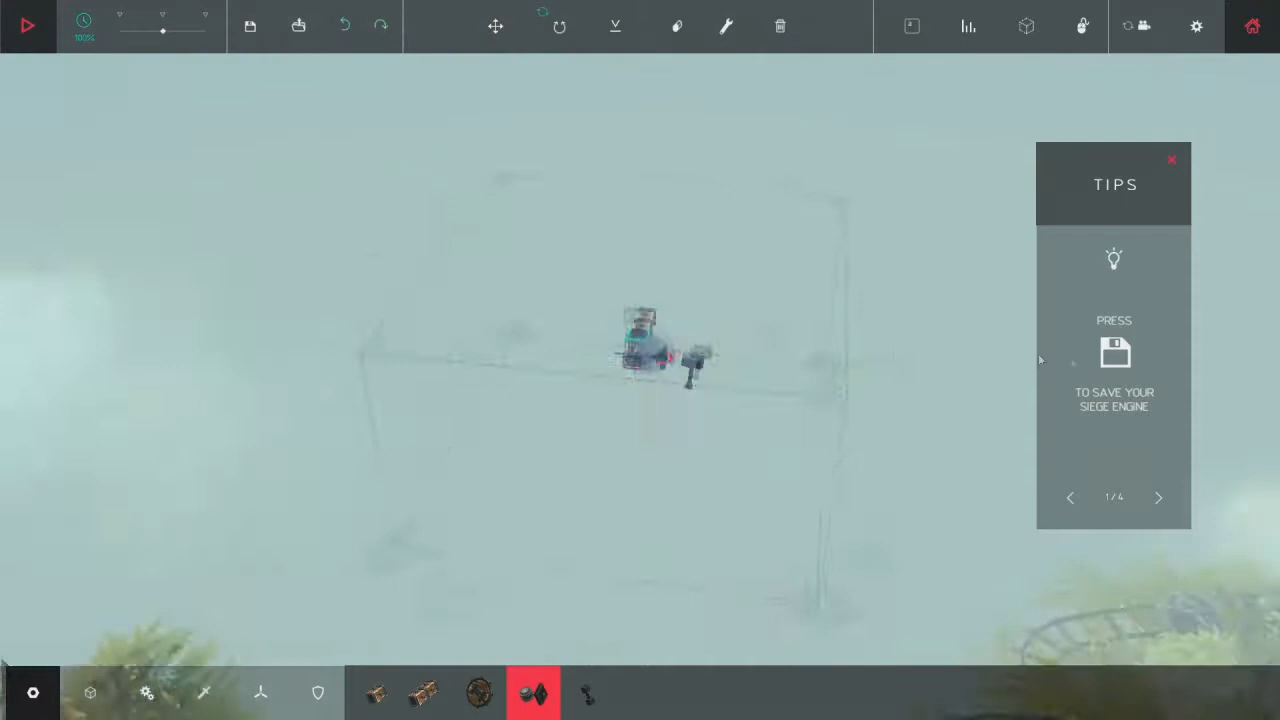 100%
TIPS
PRESS
TO SAVE YOUR
SIEGE ENGINE
1/4